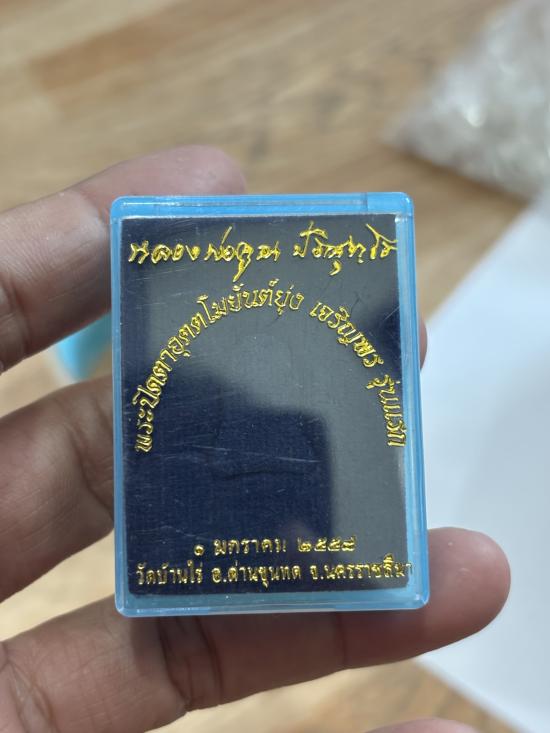 หลวงพ่อคูณ ปริสุทฺโธ
พระปิดตาอุตตโมยันต์ยุ่ง เจริญพร รุ่นแรก
๑ มกราคม ๒๕๕๘
วัดบ้านไร่ อ.ด่านขุนทด จ.นครราชสีมา